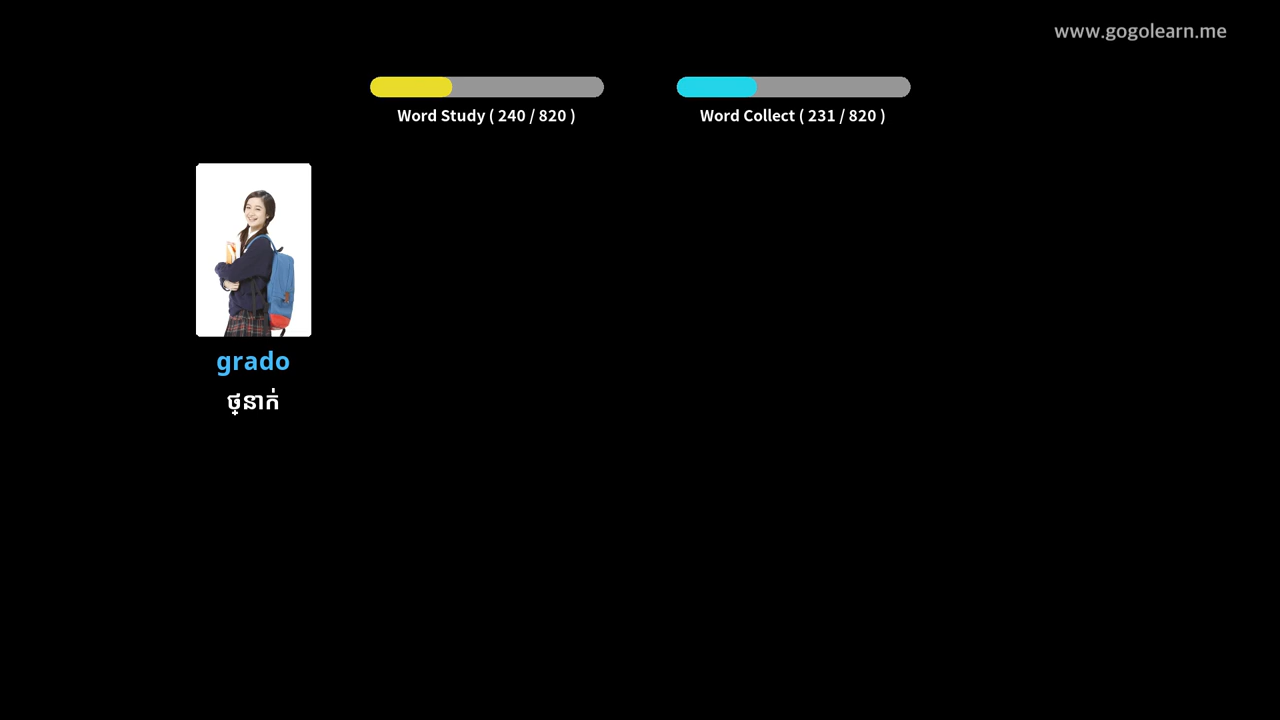 www.gogolearn.me
Word Study ( 240 / 820 )
Word Collect ( 231 / 820 )
grado
ថ្នាក់